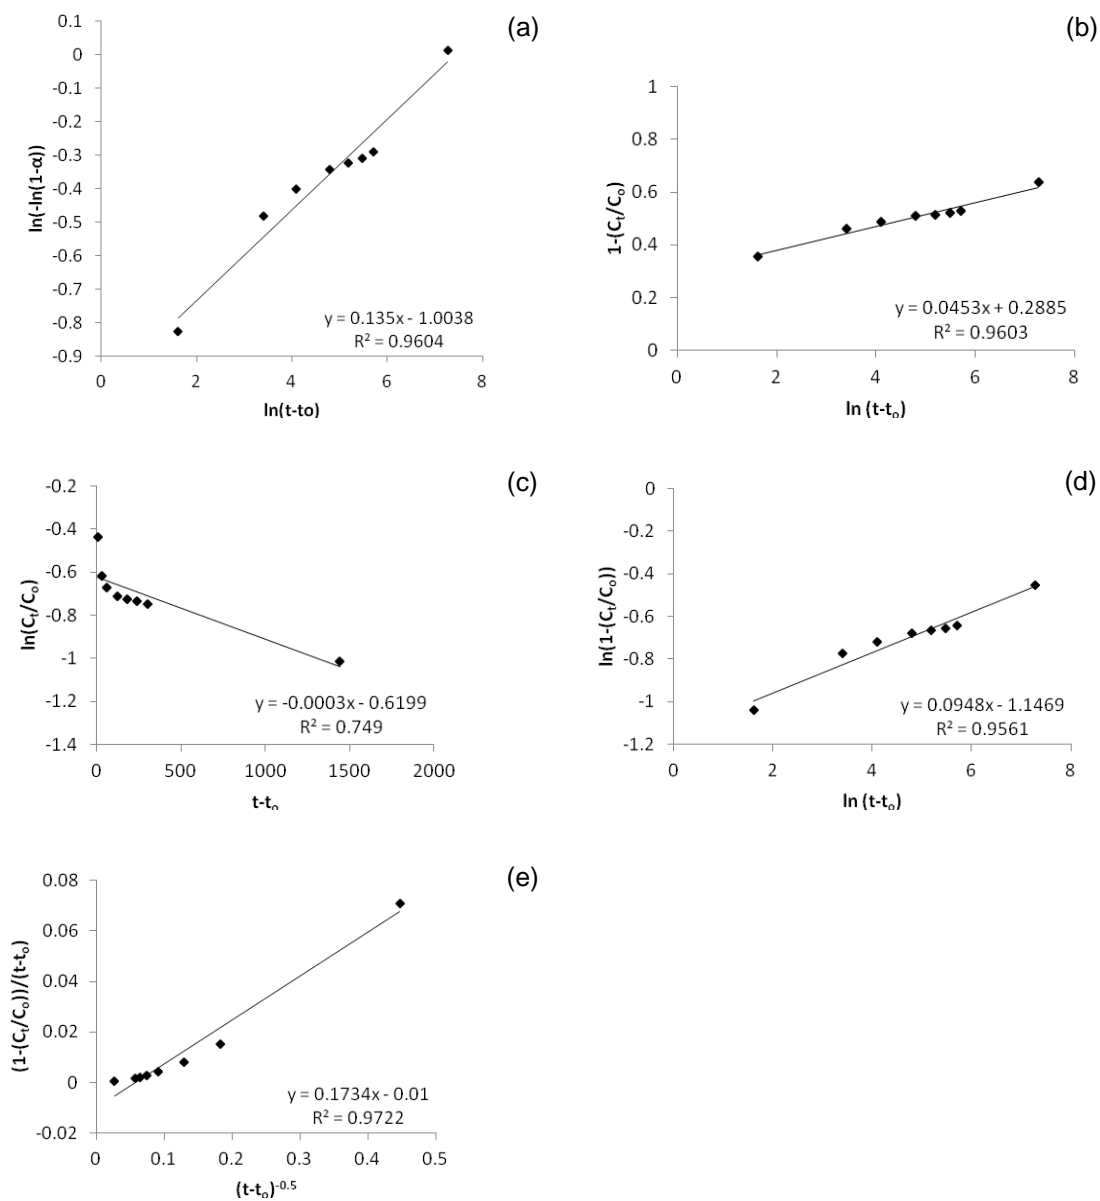 (a)
0.1
0
-0.1
-0.2
-0.3
-0.4
-0.5
-0.6
-0.7
-0.8
-0.9
ln(-ln(1-α))
y = 0.135x - 1.0038
R² = 0.9604
0 2 4 6 8
ln(t-to)
(b)
1
0.8
0.6
0.4
0.2
0
1-(Cₜ/Cₒ)
y = 0.0453x + 0.2885
R² = 0.9603
0 2 4 6 8
ln (t-tₒ)
(c)
-0.2
-0.4
-0.6
-0.8
-1
-1.2
-1.4
ln(Cₜ/Cₒ)
y = -0.0003x - 0.6199
R² = 0.749
0 500 1000 1500 2000
t-tₒ
(d)
0
-0.2
-0.4
-0.6
-0.8
-1
-1.2
ln(1-(Cₜ/Cₒ))
y = 0.0948x - 1.1469
R² = 0.9561
0 2 4 6 8
ln (t-tₒ)
(e)
0.08
0.06
0.04
0.02
0
-0.02
(1-(Cₜ/Cₒ))/(t-tₒ)
y = 0.1734x - 0.01
R² = 0.9722
0 0.1 0.2 0.3 0.4 0.5
(t-tₒ)⁻⁰·⁵